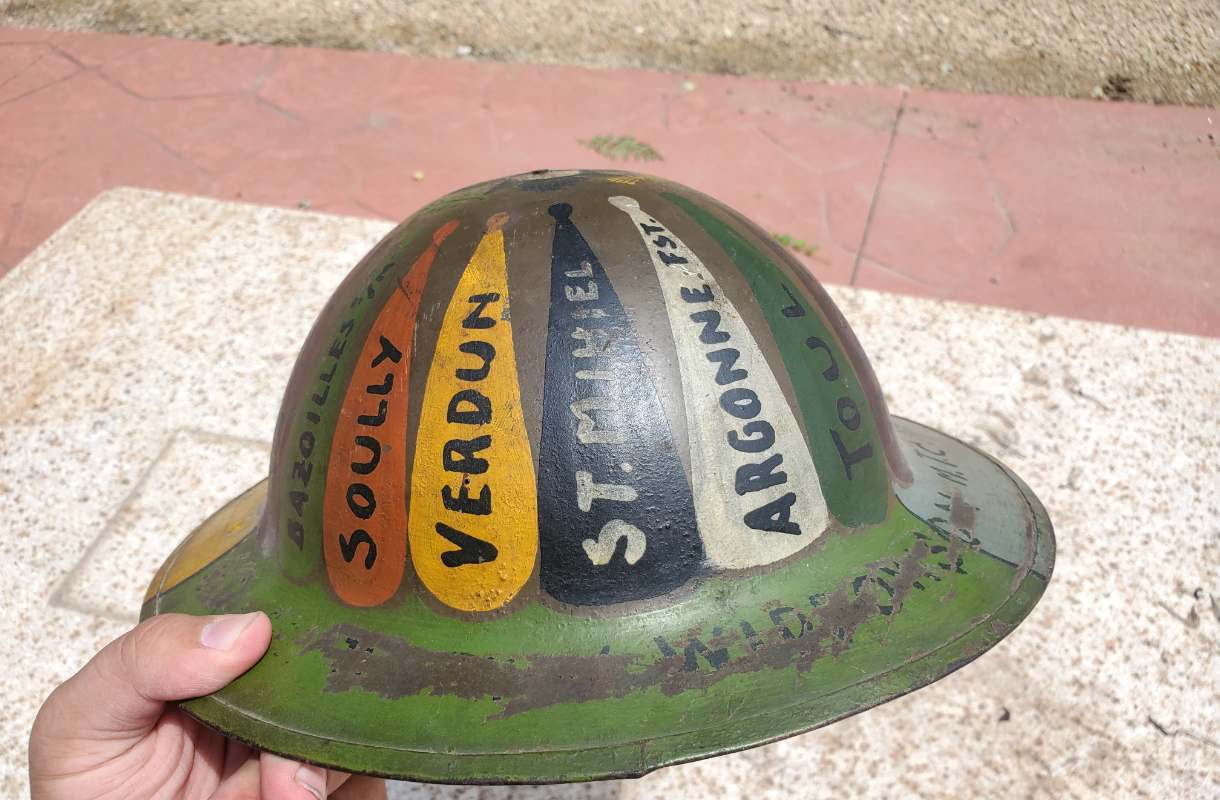 BAZOILLES
SOULLY
VERDUN
ST. MIHIEL
ARGONNE. FST.
TOUL